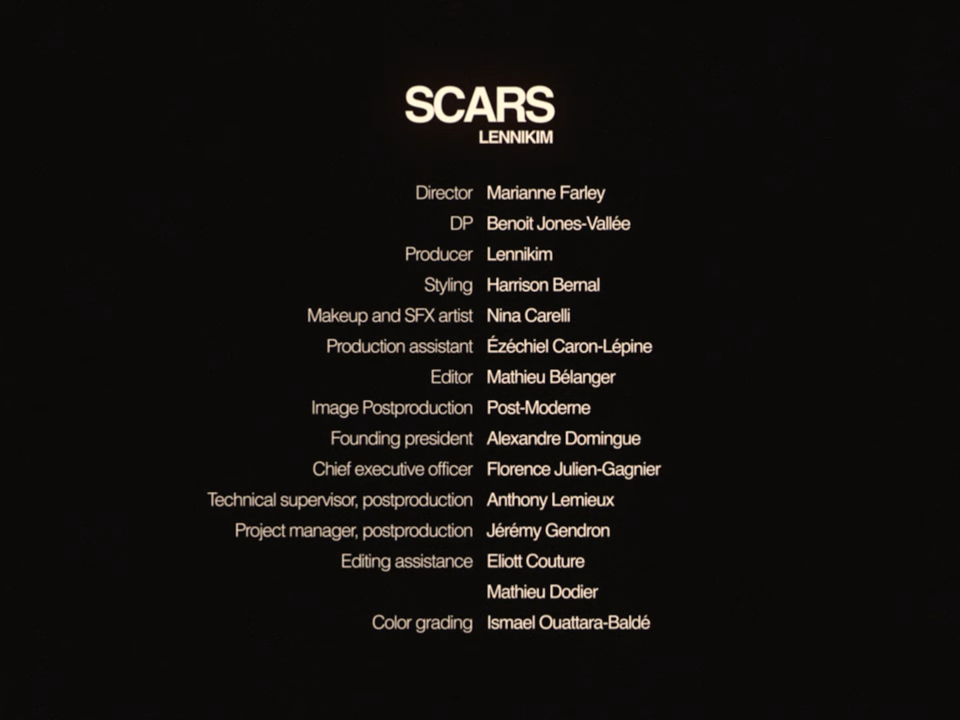 SCARS
LENNIKIM
Director Marianne Farley
DP Benoit Jones-Vallée
Producer Lennikim
Styling Harrison Bernal
Makeup and SFX artist Nina Carelli
Production assistant Ézéchiel Caron-Lépine
Editor Mathieu Bélanger
Image Postproduction Post-Moderne
Founding president Alexandre Domingue
Chief executive officer Florence Julien-Gagnier
Technical supervisor, postproduction Anthony Lemieux
Project manager, postproduction Jérémy Gendron
Editing assistance Eliott Couture
Mathieu Dodier
Color grading Ismael Ouattara-Baldé